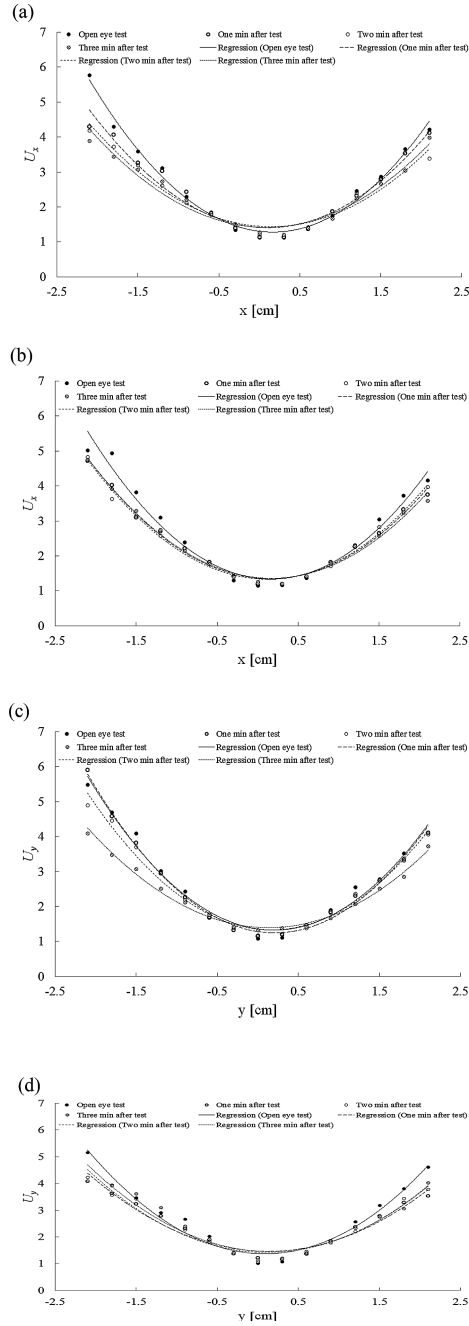 (a)
Open eye test One min after test Two min after test
Three min after test Regression (Open eye test) Regression (One min after test)
Regression (Two min after test) Regression (Three min after test)
7
6
5
4
3
2
1
0
Ux
-2.5 -1.5 -0.5 0.5 1.5 2.5
x [cm]
(b)
Open eye test One min after test Two min after test
Three min after test Regression (Open eye test) Regression (One min after test)
Regression (Two min after test) Regression (Three min after test)
7
6
5
4
3
2
1
0
Ux
-2.5 -1.5 -0.5 0.5 1.5 2.5
x [cm]
(c)
Open eye test One min after test Two min after test
Three min after test Regression (Open eye test) Regression (One min after test)
Regression (Two min after test) Regression (Three min after test)
7
6
5
4
3
2
1
0
Uy
-2.5 -1.5 -0.5 0.5 1.5 2.5
y [cm]
(d)
Open eye test One min after test Two min after test
Three min after test Regression (Open eye test) Regression (One min after test)
Regression (Two min after test) Regression (Three min after test)
7
6
5
4
3
2
1
0
Uy
-2.5 -1.5 -0.5 0.5 1.5 2.5
y [cm]